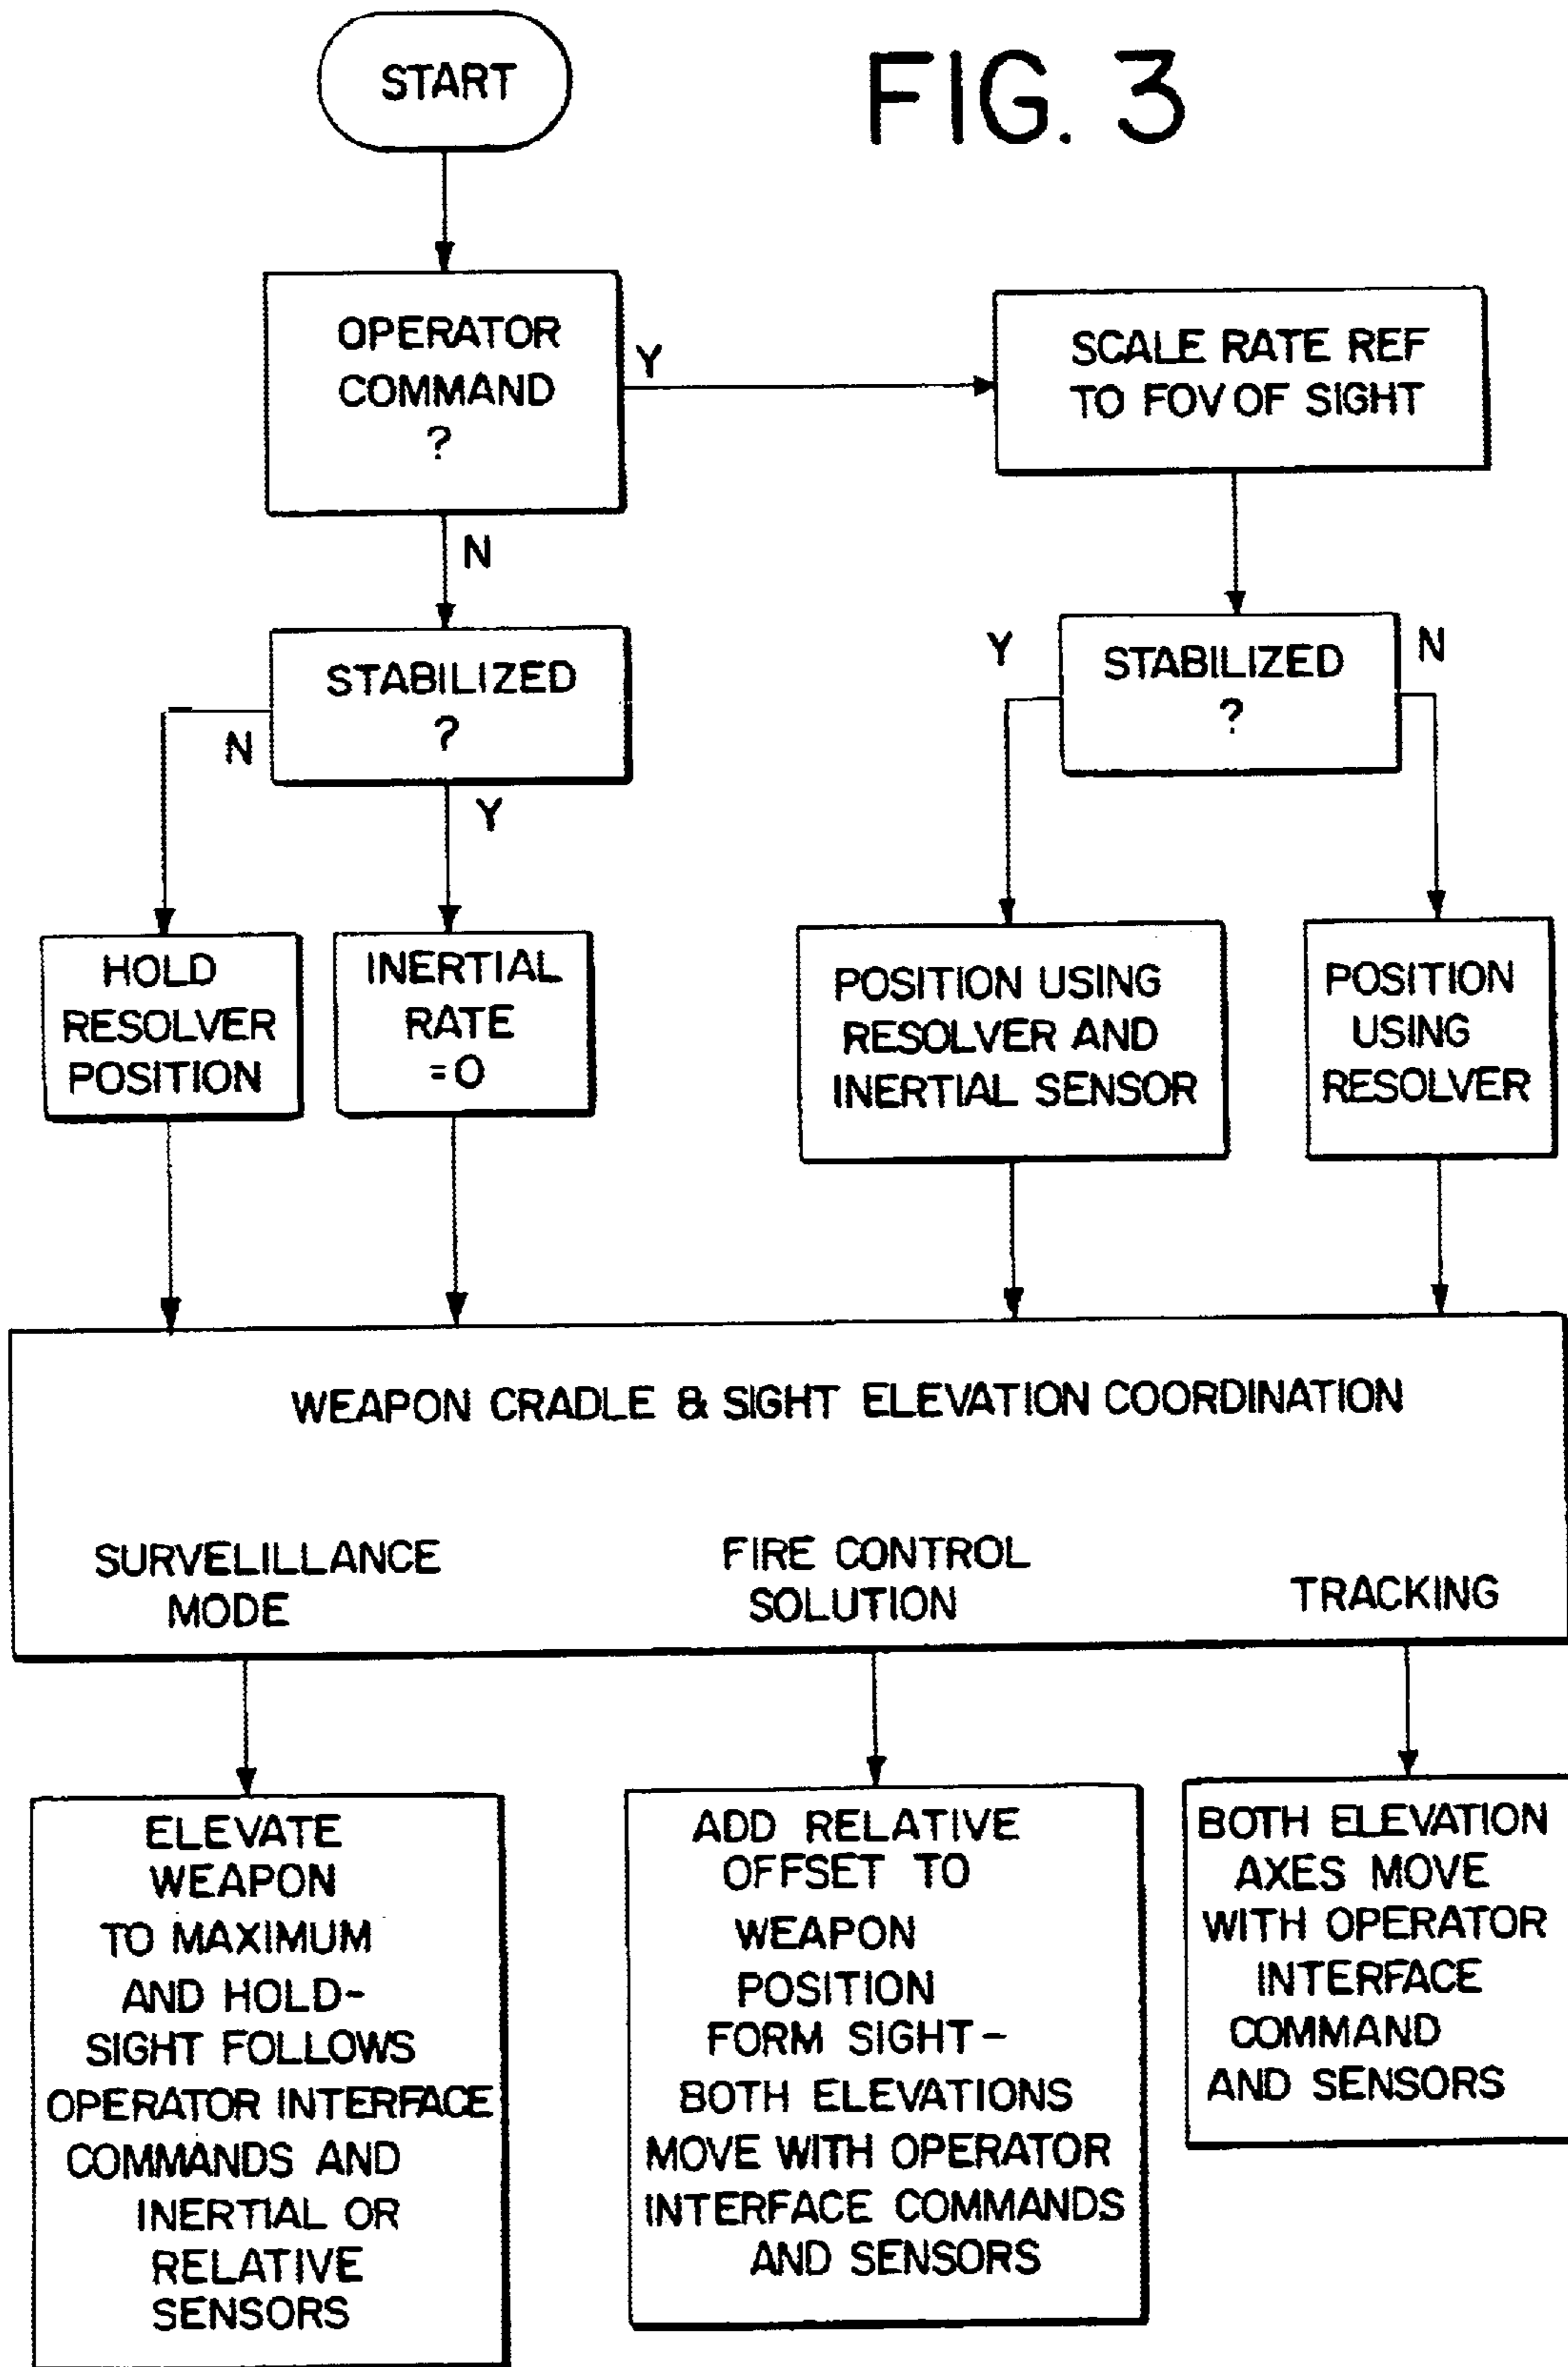 START
FIG. 3
OPERATOR
COMMAND
?
Y
SCALE RATE REF
TO FOV OF SIGHT
N
STABILIZED
?
N
Y
Y
STABILIZED
?
N
HOLD
RESOLVER
POSITION
INERTIAL
RATE
=0
POSITION USING
RESOLVER AND
INERTIAL SENSOR
POSITION
USING
RESOLVER
WEAPON CRADLE & SIGHT ELEVATION COORDINATION
SURVELILLANCE
MODE
FIRE CONTROL
SOLUTION
TRACKING
ELEVATE
WEAPON
TO MAXIMUM
AND HOLD-
SIGHT FOLLOWS
OPERATOR INTERFACE
COMMANDS AND
INERTIAL OR
RELATIVE
SENSORS
ADD RELATIVE
OFFSET TO
WEAPON
POSITION
FORM SIGHT-
BOTH ELEVATIONS
MOVE WITH OPERATOR
INTERFACE COMMANDS
AND SENSORS
BOTH ELEVATION
AXES MOVE
WITH OPERATOR
INTERFACE
COMMAND
AND SENSORS